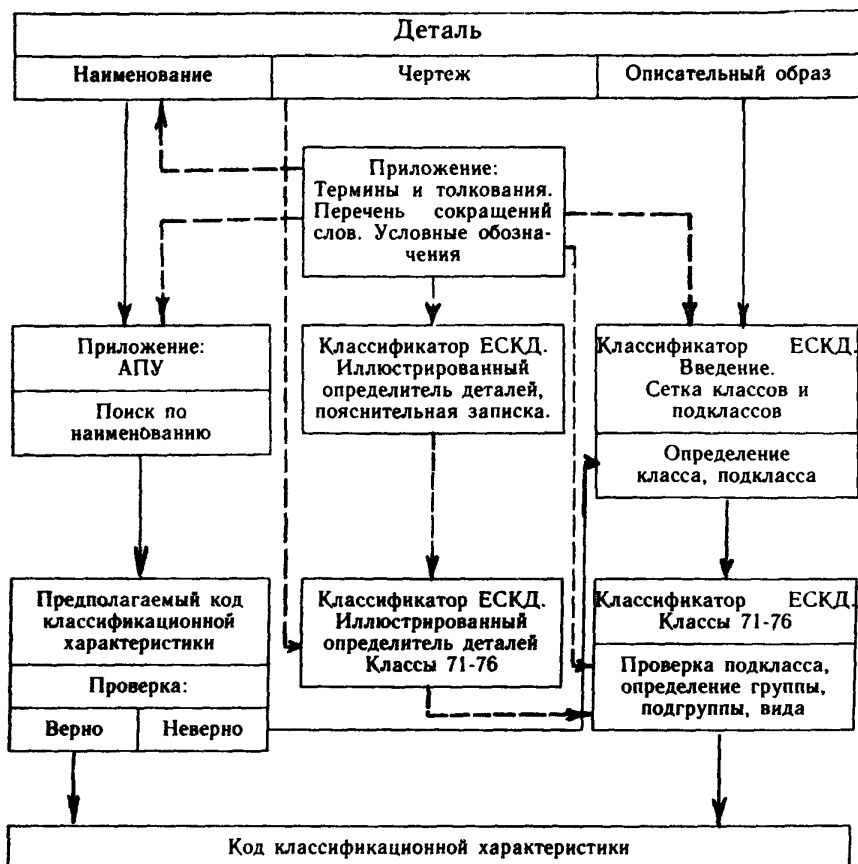 Деталь
Наименование
Чертеж
Описательный образ
Приложение:
Термины и толкования.
Перечень сокращений
слов. Условные обозна-
чения
Приложение:
АПУ
Поиск по
наименованию
Классификатор ЕСКД.
Иллюстрированный
определитель деталей,
пояснительная записка.
Классификатор ЕСКД.
Введение.
Сетка классов и
подклассов
Определение
класса, подкласса
Предполагаемый код
классификационной
характеристики
Проверка:
Верно
Неверно
Классификатор ЕСКД.
Иллюстрированный
определитель деталей
Классы 71-76
Классификатор ЕСКД.
Классы 71-76
Проверка подкласса,
определение группы,
подгруппы, вида
Код классификационной характеристики